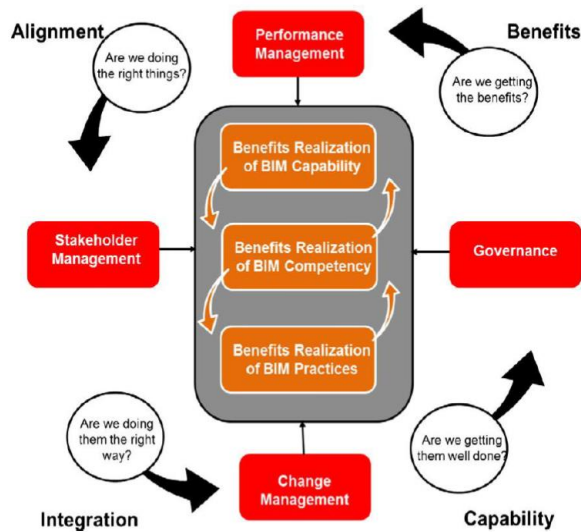 Alignment
Are we doing
the right things?
Performance
Management
Benefits
Are we getting
the benefits?
Benefits Realization
of BIM Capability
Stakeholder
Management
Benefits Realization
of BIM Competency
Governance
Benefits Realization
of BIM Practices
Are we doing
them the right
way?
Are we getting
them well done?
Change
Management
Integration
Capability